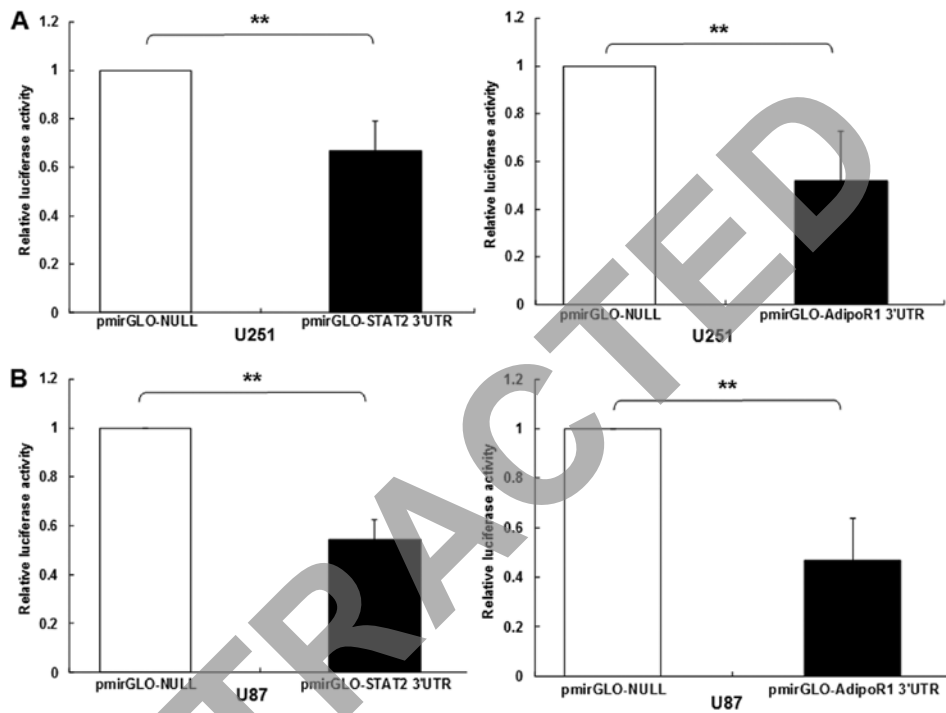 A
**
1.2
1
0.8
0.6
0.4
0.2
0
Relative luciferase activity
pmirGLO-NULL
pmirGLO-STAT2 3'UTR
U251
**
1.2
1
0.8
0.6
0.4
0.2
0
Relative luciferase activity
pmirGLO-NULL
pmirGLO-AdipoR1 3'UTR
U251
B
**
1.2
1
0.8
0.6
0.4
0.2
0
Relative luciferase activity
pmirGLO-NULL
pmirGLO-STAT2 3'UTR
U87
**
1.2
1
0.8
0.6
0.4
0.2
0
Relative luciferase activity
pmirGLO-NULL
pmirGLO-AdipoR1 3'UTR
U87
TRACTED